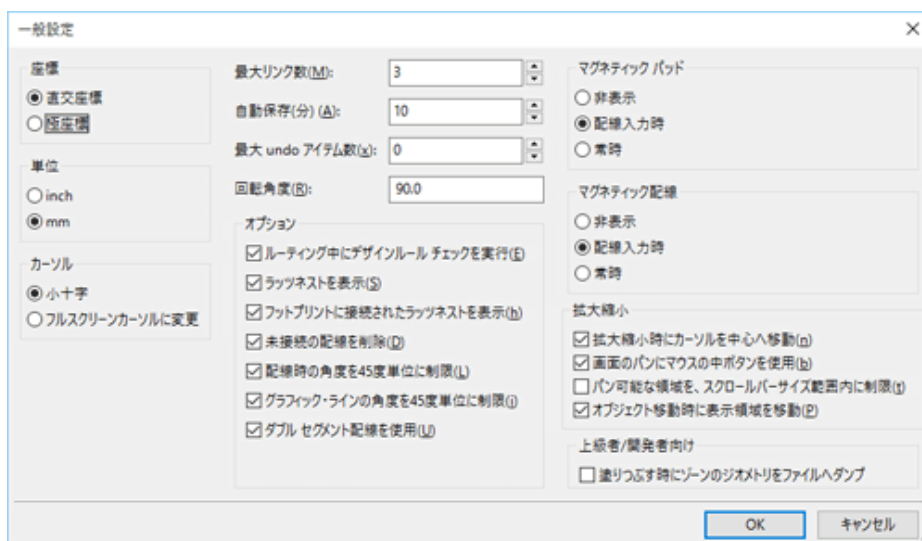 一般設定
座標
直交座標
極座標
単位
inch
mm
カーソル
小十字
フルスクリーンカーソルに変更
最大リンク数(M):
3
自動保存(分) (A):
10
最大 undo アイテム数(x):
0
回転角度(R):
90.0
オプション
ルーティング中にデザインルール チェックを実行(E)
ラッツネストを表示(S)
フットプリントに接続されたラッツネストを表示(h)
未接続の配線を削除(D)
配線時の角度を45度単位に制限(L)
グラフィック・ラインの角度を45度単位に制限(i)
ダブル セグメント配線を使用(U)
マグネティック パッド
非表示
配線入力時
常時
マグネティック配線
非表示
配線入力時
常時
拡大縮小
拡大縮小時にカーソルを中心へ移動(n)
画面のパンにマウスの中ボタンを使用(b)
パン可能な領域を、スクロールバーサイズ範囲内に制限(t)
オブジェクト移動時に表示領域を移動(P)
上級者/開発者向け
塗りつぶす時にゾーンのジオメトリをファイルへダンプ
OK
キャンセル